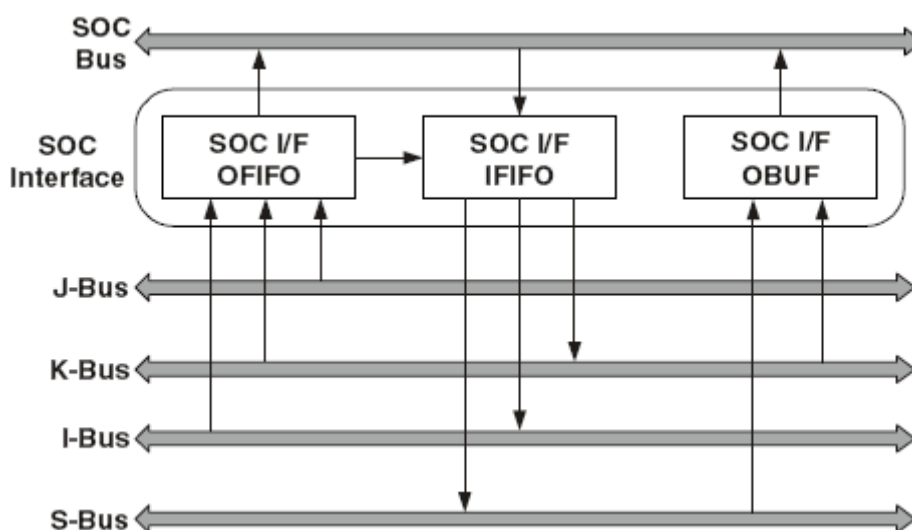 SOC
Bus
SOC
Interface
SOC I/F
OFIFO
SOC I/F
IFIFO
SOC I/F
OBUF
J-Bus
K-Bus
I-Bus
S-Bus